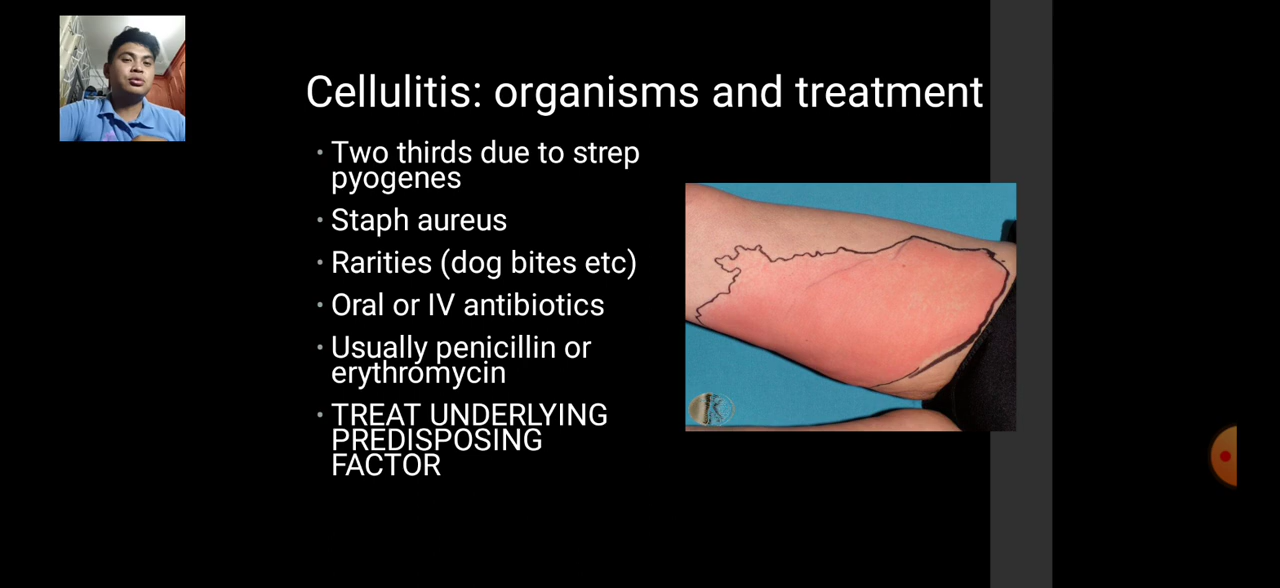 Cellulitis: organisms and treatment
• Two thirds due to strep
pyogenes
• Staph aureus
• Rarities (dog bites etc)
• Oral or IV antibiotics
• Usually penicillin or
erythromycin
• TREAT UNDERLYING
PREDISPOSING
FACTOR